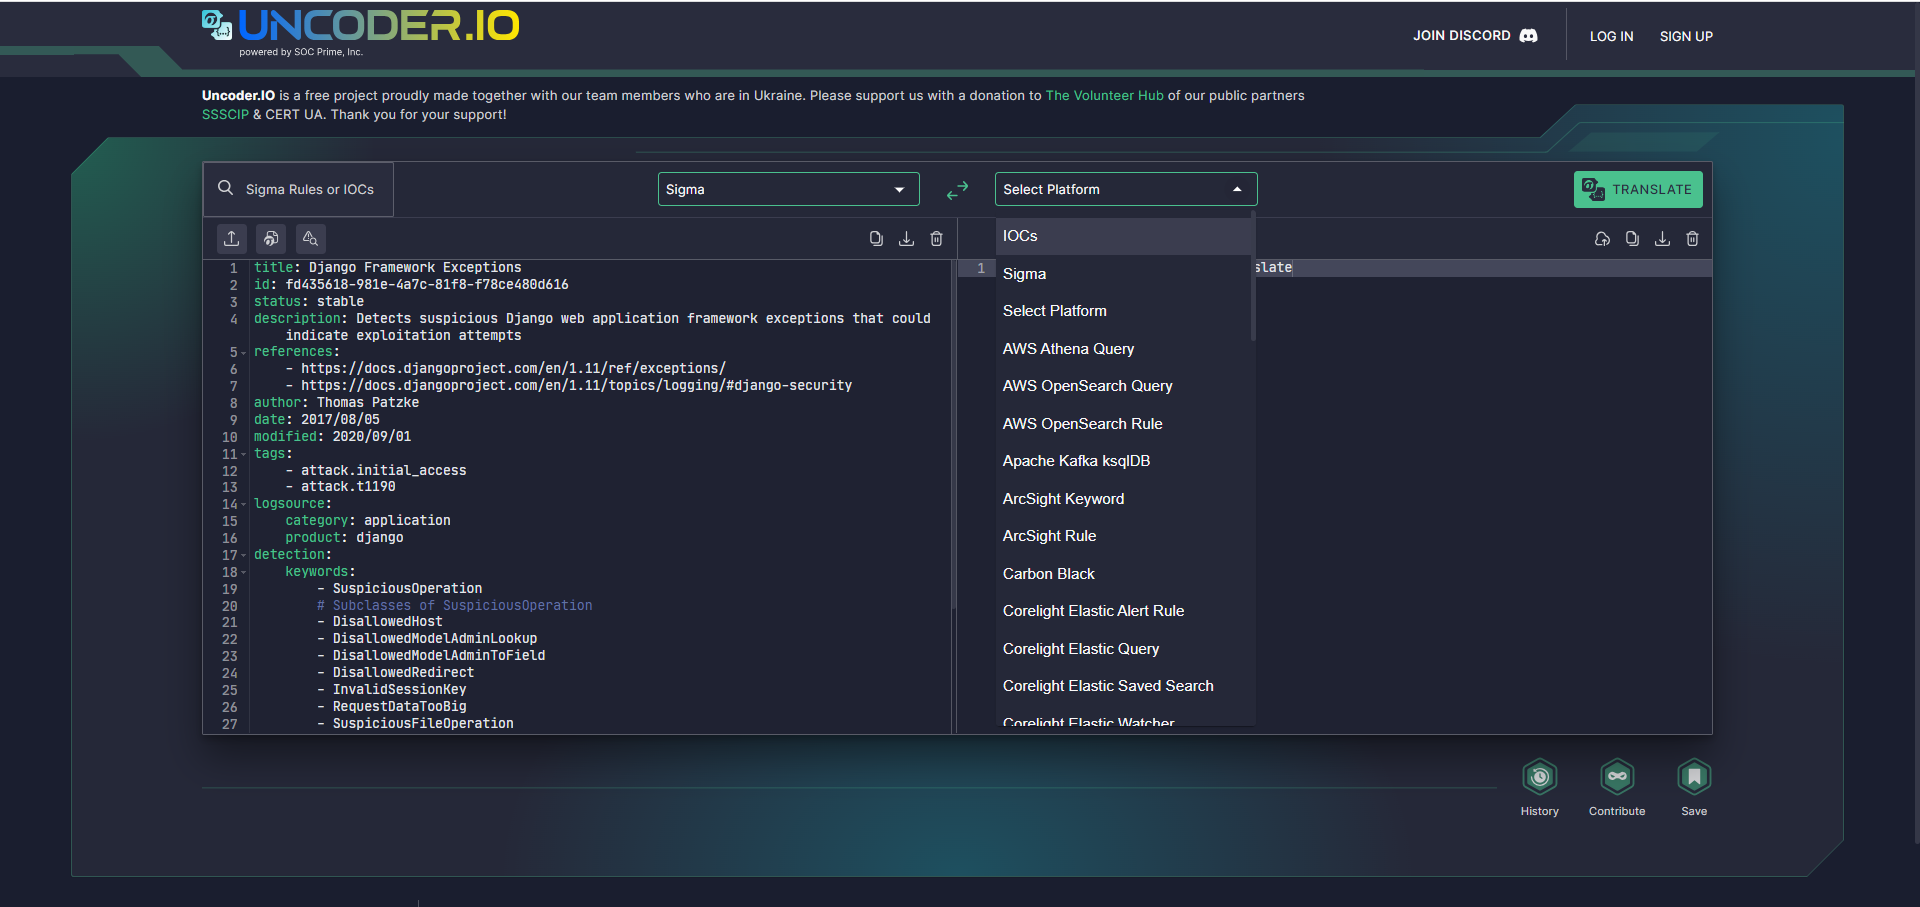 UNCODER.IO
powered by SOC Prime, Inc.
JOIN DISCORD
LOG IN
SIGN UP
Uncoder.IO is a free project proudly made together with our team members who are in Ukraine. Please support us with a donation to The Volunteer Hub of our public partners
SSSCIP & CERT UA. Thank you for your support!
Sigma Rules or IOCs
Sigma
Select Platform
TRANSLATE
1 title: Django Framework Exceptions
2 id: fd435618-981e-4a7c-81f8-f78ce480d616
3 status: stable
4 description: Detects suspicious Django web application framework exceptions that could
indicate exploitation attempts
5 references:
6 - https://docs.djangoproject.com/en/1.11/ref/exceptions/
7 - https://docs.djangoproject.com/en/1.11/topics/logging/#django-security
8 author: Thomas Patzke
9 date: 2017/08/05
10 modified: 2020/09/01
11 tags:
12 - attack.initial_access
13 - attack.t1190
14 logsource:
15 category: application
16 product: django
17 detection:
18 keywords:
19 - SuspiciousOperation
20 # Subclasses of SuspiciousOperation
21 - DisallowedHost
22 - DisallowedModelAdminLookup
23 - DisallowedModelAdminToField
24 - DisallowedRedirect
25 - InvalidSessionKey
26 - RequestDataTooBig
27 - SuspiciousFileOperation
1 slate
IOCs
Sigma
Select Platform
AWS Athena Query
AWS OpenSearch Query
AWS OpenSearch Rule
Apache Kafka ksqlDB
ArcSight Keyword
ArcSight Rule
Carbon Black
Corelight Elastic Alert Rule
Corelight Elastic Query
Corelight Elastic Saved Search
Corelight Elastic Watcher
History
Contribute
Save